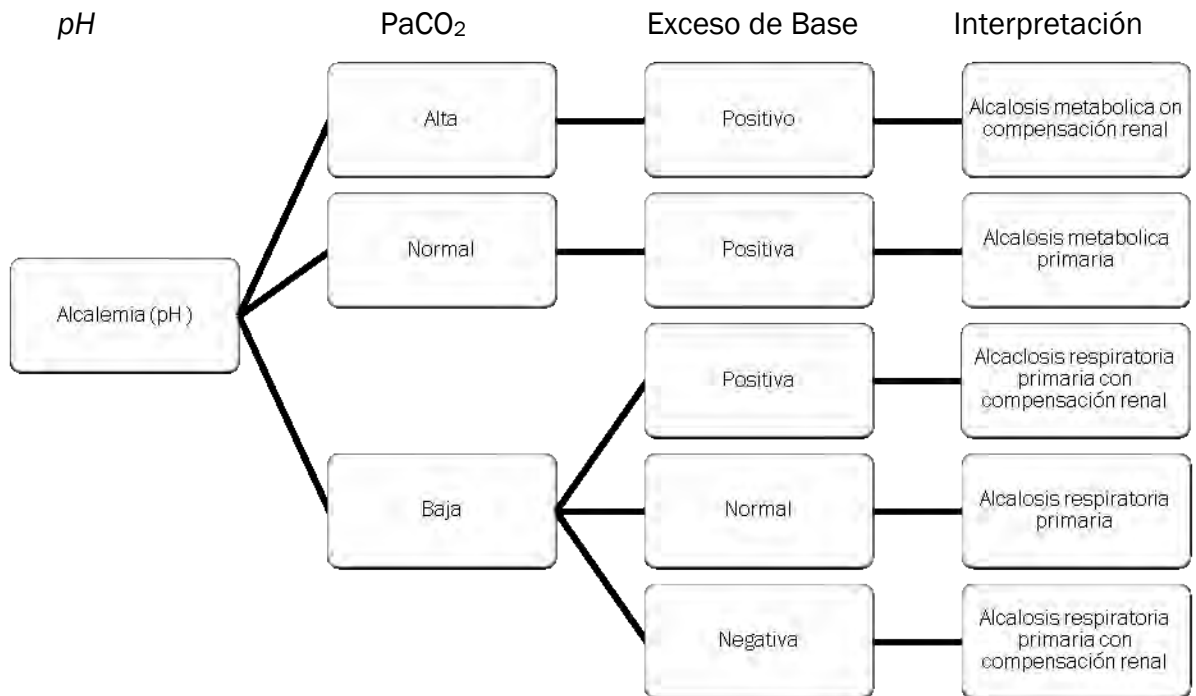 pH PaCO₂ Exceso de Base Interpretación
Alta
Positivo
Alcalosis metabolica on
compensación renal
Normal
Positiva
Alcalosis metabolica
primaria
Alcalemia (pH )
Positiva
Alcaclosis respiratoria
primaria con
compensación renal
Baja
Normal
Alcalosis respiratoria
primaria
Negativa
Alcalosis respiratoria
primaria con
compensación renal